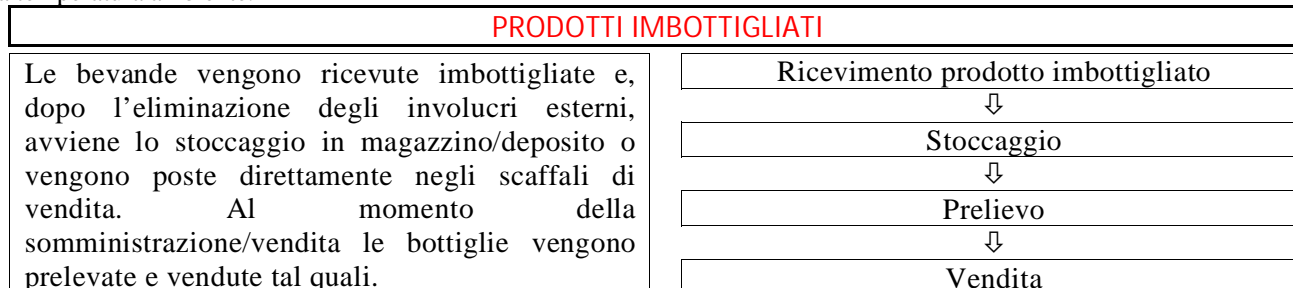 PRODOTTI IMBOTTIGLIATI
Le bevande vengono ricevute imbottigliate e,
dopo l'eliminazione degli involucri esterni,
avviene lo stoccaggio in magazzino/deposito o
vengono poste direttamente negli scaffali di
vendita. Al momento della
somministrazione/vendita le bottiglie vengono
prelevate e vendute tal quali.
Ricevimento prodotto imbottigliato
⇩
Stoccaggio
⇩
Prelievo
⇩
Vendita